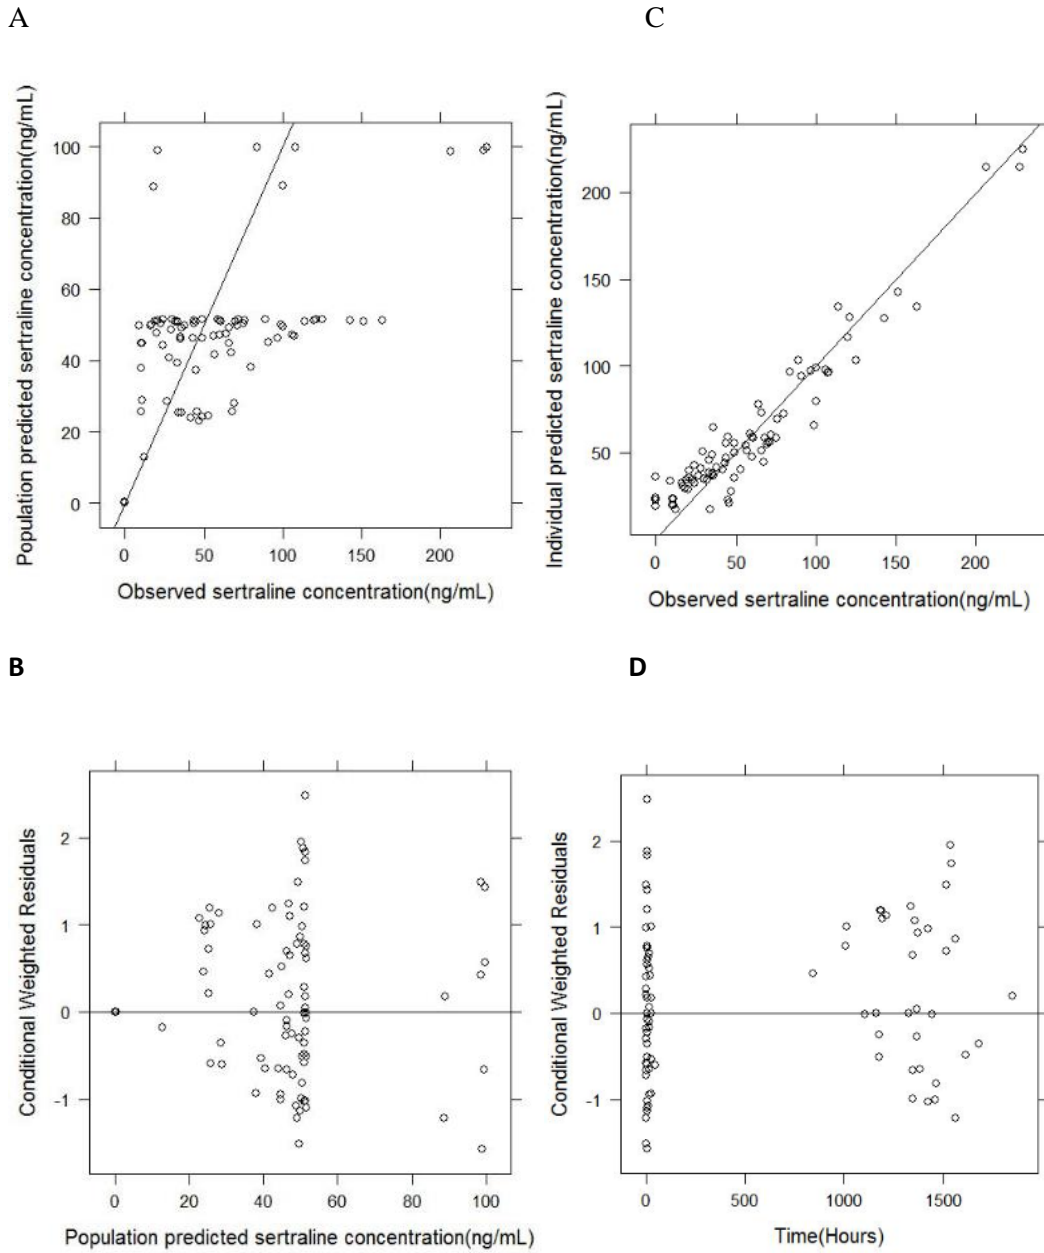 A
C
Population predicted sertraline concentration(ng/mL)
100
80
60
40
20
0
0 50 100 150 200
Observed sertraline concentration(ng/mL)
Individual predicted sertraline concentration(ng/mL)
200
150
100
50
0 50 100 150 200
Observed sertraline concentration(ng/mL)
B
D
Conditional Weighted Residuals
2
1
0
-1
0 20 40 60 80 100
Population predicted sertraline concentration(ng/mL)
Conditional Weighted Residuals
2
1
0
-1
0 500 1000 1500
Time(Hours)